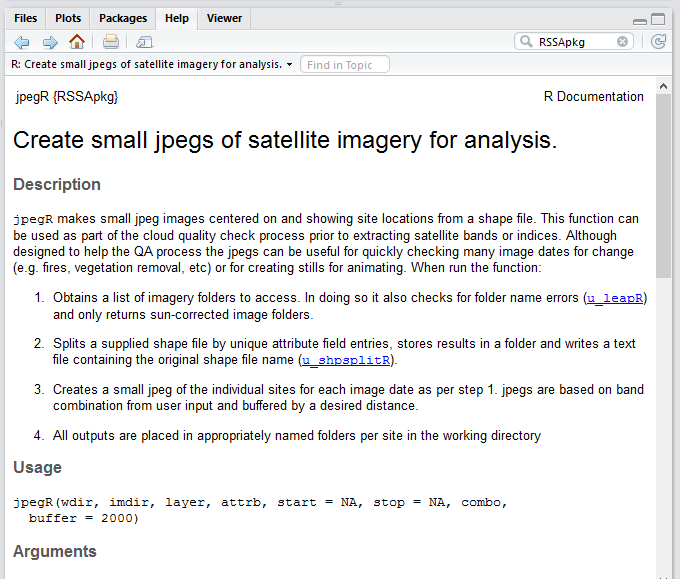 Files Plots Packages Help Viewer
RSSApkg
R: Create small jpegs of satellite imagery for analysis. Find in Topic
jpegR {RSSApkg} R Documentation
Create small jpegs of satellite imagery for analysis.
Description
jpegR makes small jpeg images centered on and showing site locations from a shape file. This function can
be used as part of the cloud quality check process prior to extracting satellite bands or indices. Although
designed to help the QA process the jpegs can be useful for quickly checking many image dates for change
(e.g. fires, vegetation removal, etc) or for creating stills for animating. When run the function:
1. Obtains a list of imagery folders to access. In doing so it also checks for folder name errors (u_leapR)
and only returns sun-corrected image folders.
2. Splits a supplied shape file by unique attribute field entries, stores results in a folder and writes a text
file containing the original shape file name (u_shpsplitR).
3. Creates a small jpeg of the individual sites for each image date as per step 1. jpegs are based on band
combination from user input and buffered by a desired distance.
4. All outputs are placed in appropriately named folders per site in the working directory
Usage
jpegR(wdir, imdir, layer, attrb, start = NA, stop = NA, combo,
buffer = 2000)
Arguments